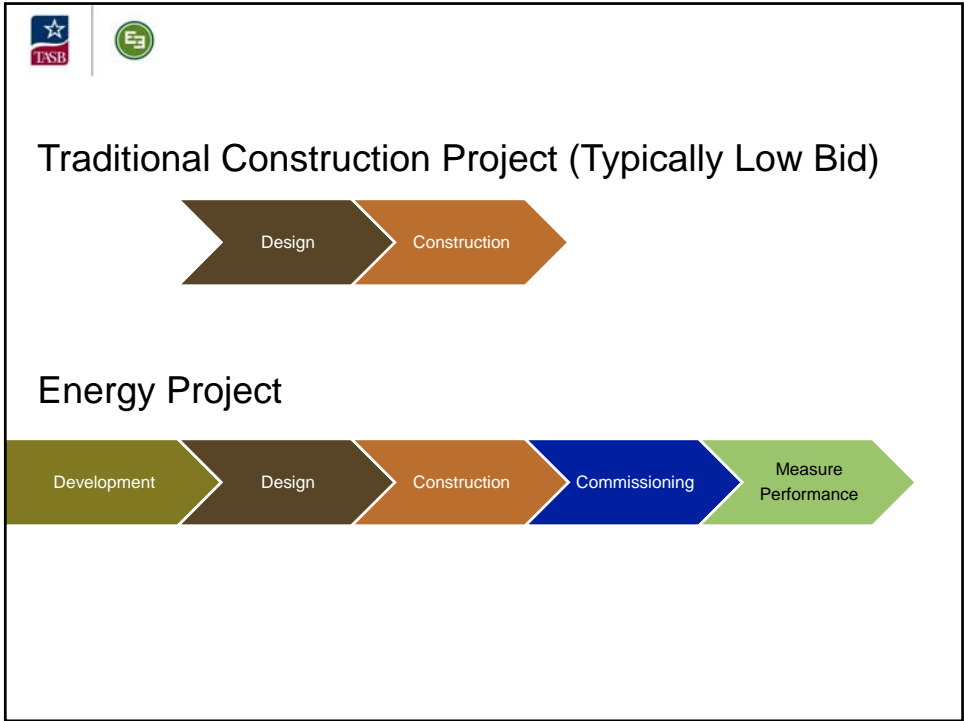 TASB
Traditional Construction Project (Typically Low Bid)
Design
Construction
Energy Project
Development
Design
Construction
Commissioning
Measure
Performance